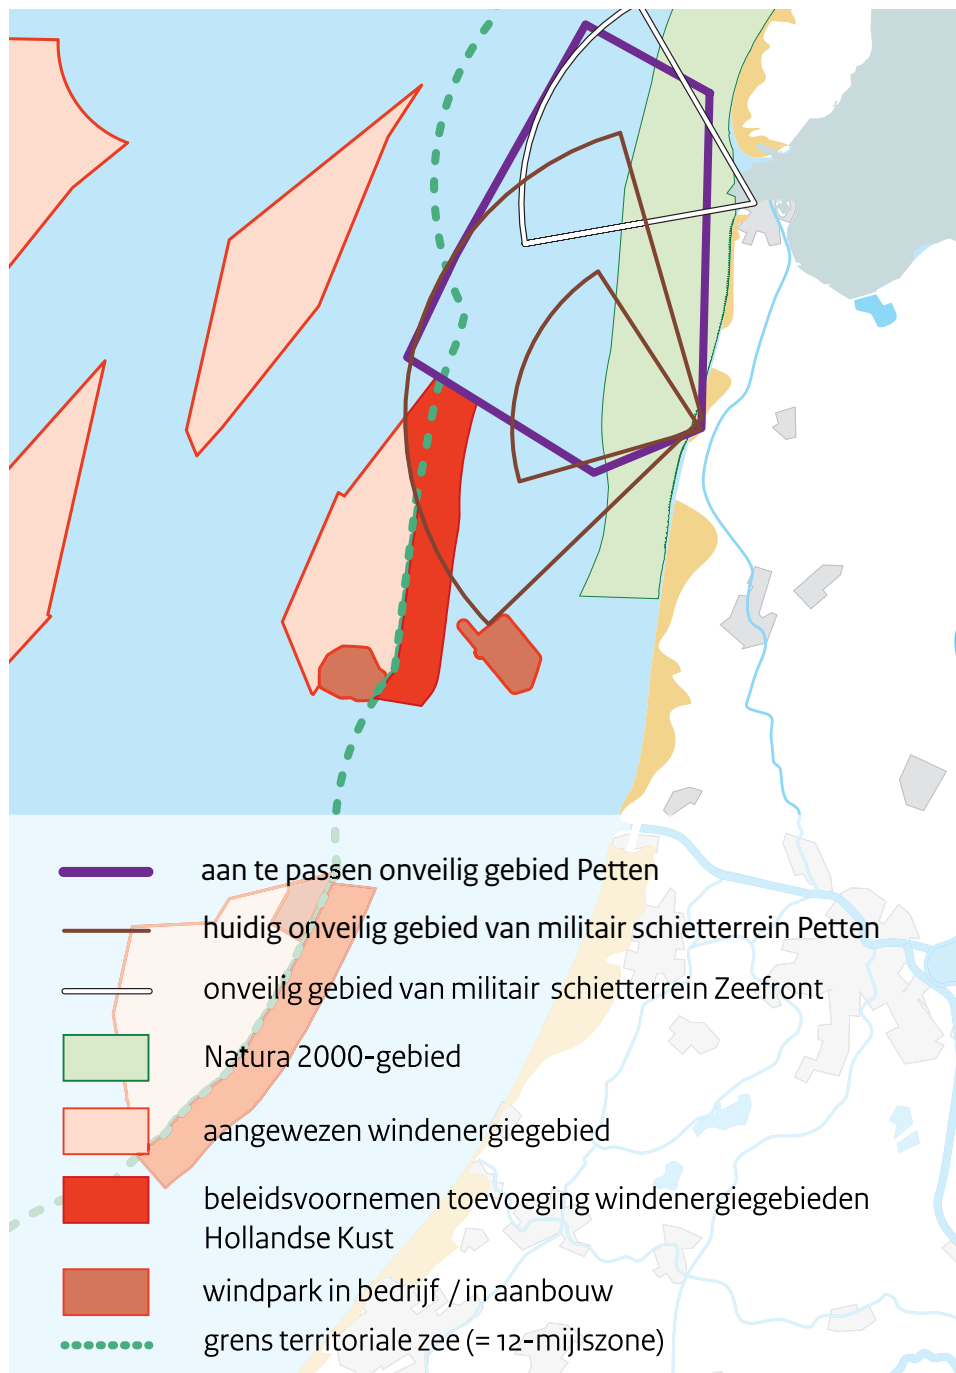 aan te passen onveilig gebied Petten
huidig onveilig gebied van militair schietterrein Petten
onveilig gebied van militair schietterrein Zeefront
Natura 2000-gebied
aangewezen windenergiegebied
beleidsvoornemen toevoeging windenergiegebieden
Hollandse Kust
windpark in bedrijf / in aanbouw
grens territoriale zee (= 12-mijlszone)